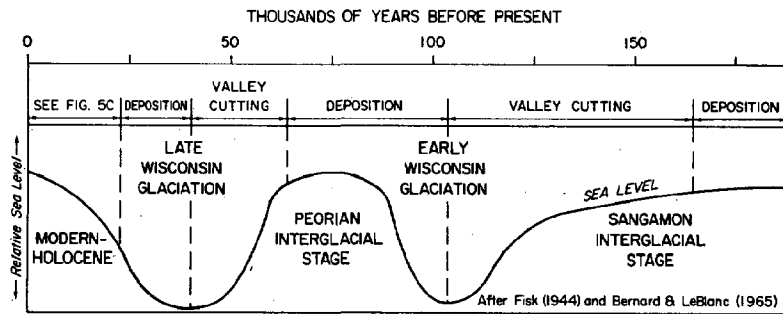 THOUSANDS OF YEARS BEFORE PRESENT
0 50 100 150
SEE FIG. 5C DEPOSITION VALLEY CUTTING DEPOSITION VALLEY CUTTING DEPOSITION
LATE WISCONSIN GLACIATION
EARLY WISCONSIN GLACIATION
Relative Sea Level
MODERN-
HOLOCENE
PEORIAN
INTERGLACIAL
STAGE
SEA LEVEL
SANGAMON
INTERGLACIAL
STAGE
After Fisk (1944) and Bernard & LeBlanc (1965)